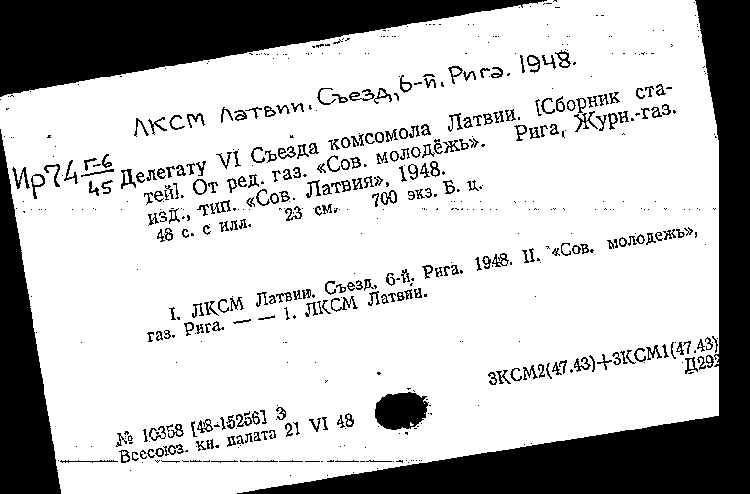 ЛКСМ Латвии. Съезд, 6-й. Рига. 1948.
Ир74 Г-6/45
Делегату VI Съезда комсомола Латвии. [Сборник ста-
тей]. От ред. газ. «Сов. молодёжь». Рига, Журн.-газ.
изд., тип. «Сов. Латвия», 1948.
48 с. с илл. 23 см. 700 экз. Б. ц.
I. ЛКСМ Латвии. Съезд, 6-й. Рига. 1948. II. «Сов. молодежь»,
газ. Рига. — — 1. ЛКСМ Латвии.
3КСМ2(47.43)+3КСМ1(47.43)
Д292
№ 10358 [48-15256] 3
Всесоюз. кн. палата 21 VI 48